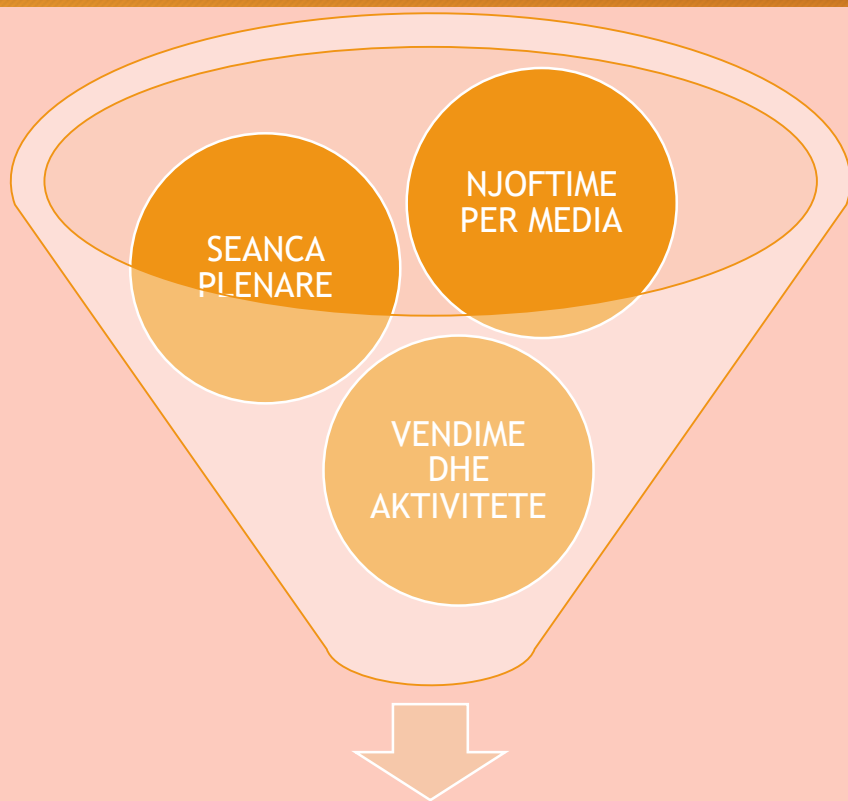 SEANCA
PLENARE
NJOFTIME
PER MEDIA
VENDIME
DHE
AKTIVITETE